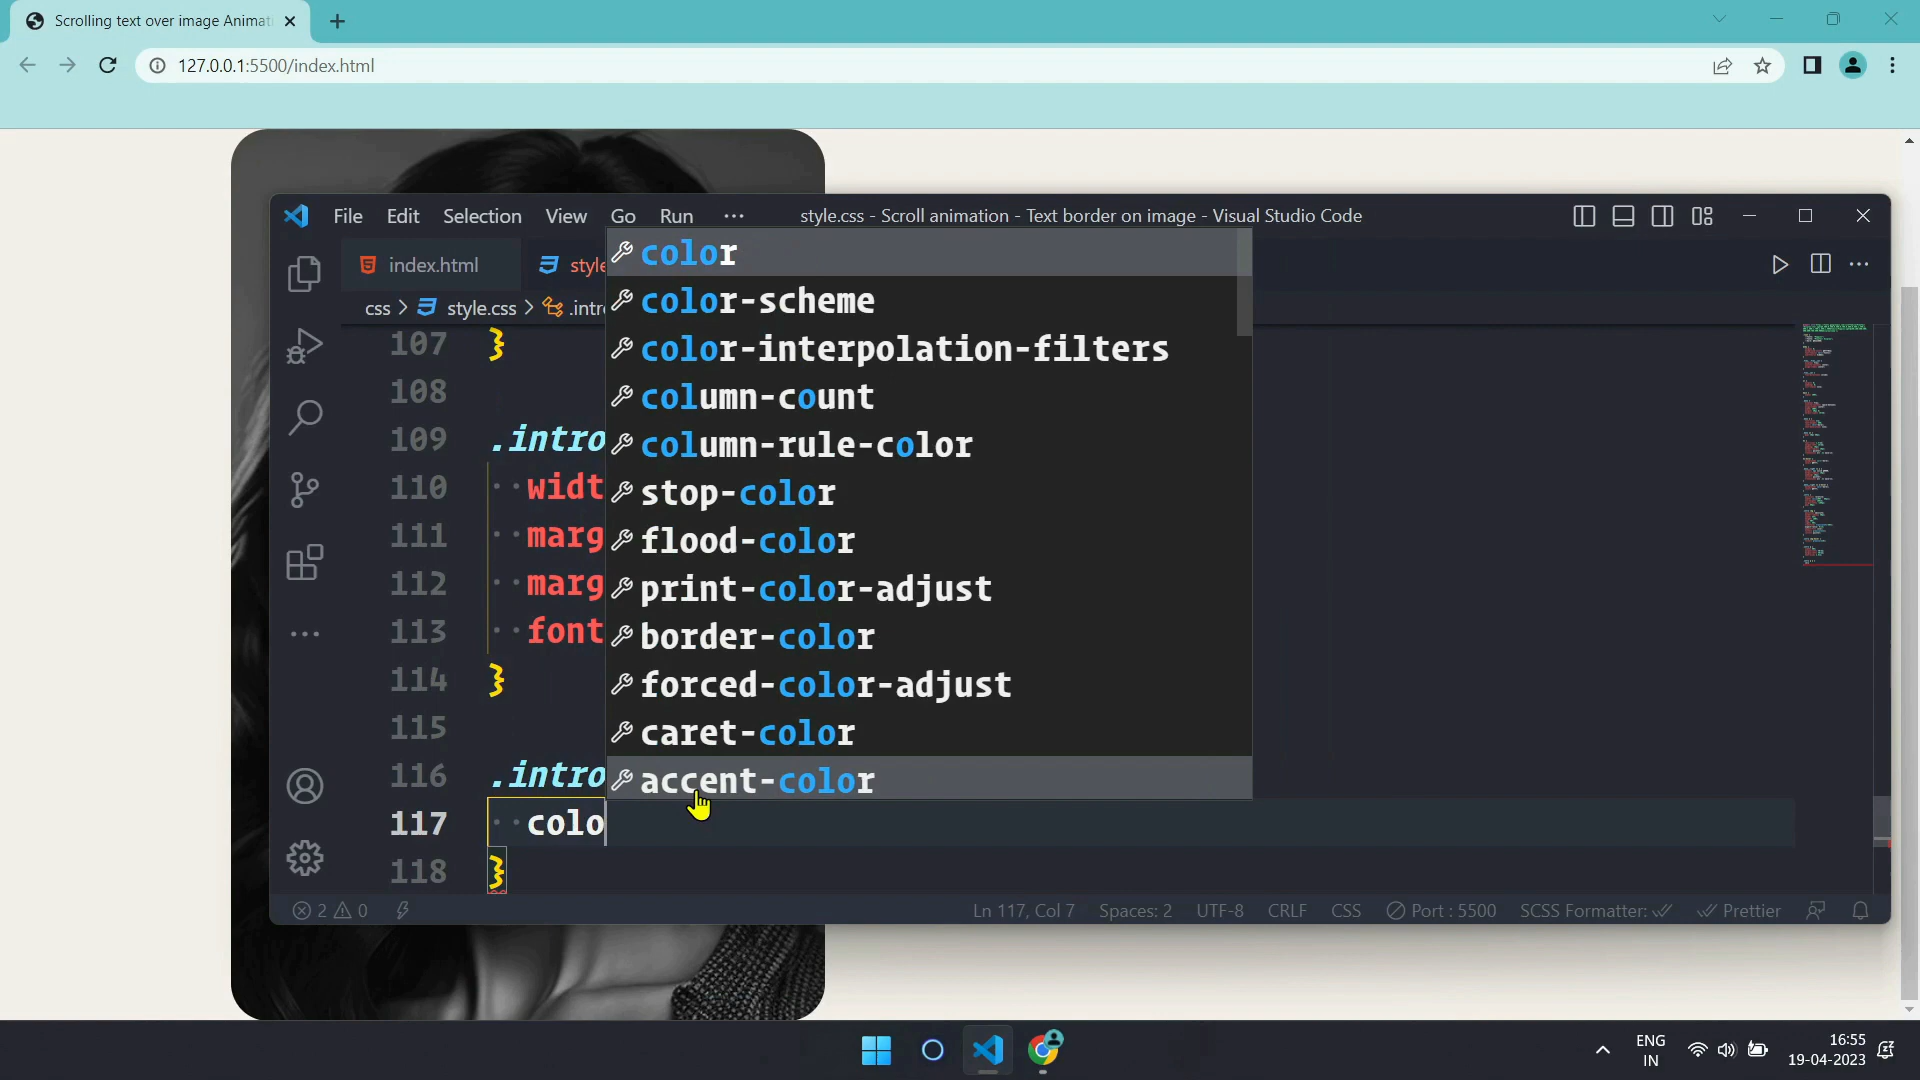 Scrolling text over image Animati
127.0.0.1:5500/index.html
File Edit Selection View Go Run ··· style.css - Scroll animation - Text border on image - Visual Studio Code
index.html style
css > style.css > .intro
107 }
108
109 .intro
110 widt
111 marg
112 marg
113 font
114 }
115
116 .intro
117 colo
118 }
color
color-scheme
color-interpolation-filters
column-count
column-rule-color
stop-color
flood-color
print-color-adjust
border-color
forced-color-adjust
caret-color
accent-color
2 0 Ln 117, Col 7 Spaces: 2 UTF-8 CRLF CSS Port : 5500 SCSS Formatter: Prettier
ENG
IN
16:55
19-04-2023